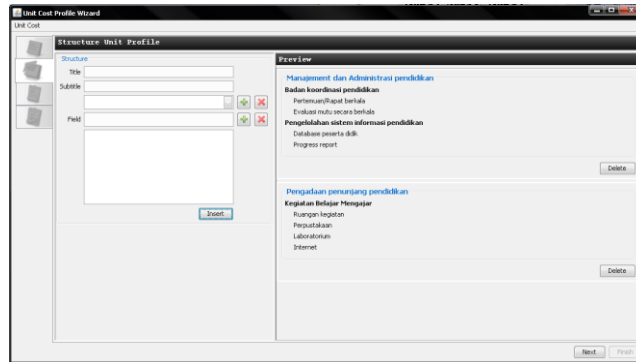 Unit Cost Profile Wizard
Unit Cost
Structure Unit Profile
Structure
Title
Subtitle
Field
Insert
Preview
Manajement dan Administrasi pendidikan
Badan koordinasi pendidikan
Pertemuan/Rapat berkala
Evaluasi mutu secara berkala
Pengelolahan sistem informasi pendidikan
Database peserta didik
Progress report
Delete
Pengadaan penunjang pendidikan
Kegiatan Belajar Mengajar
Ruangan kegiatan
Perpustakaan
Laboratorium
Internet
Delete
Next
Finish